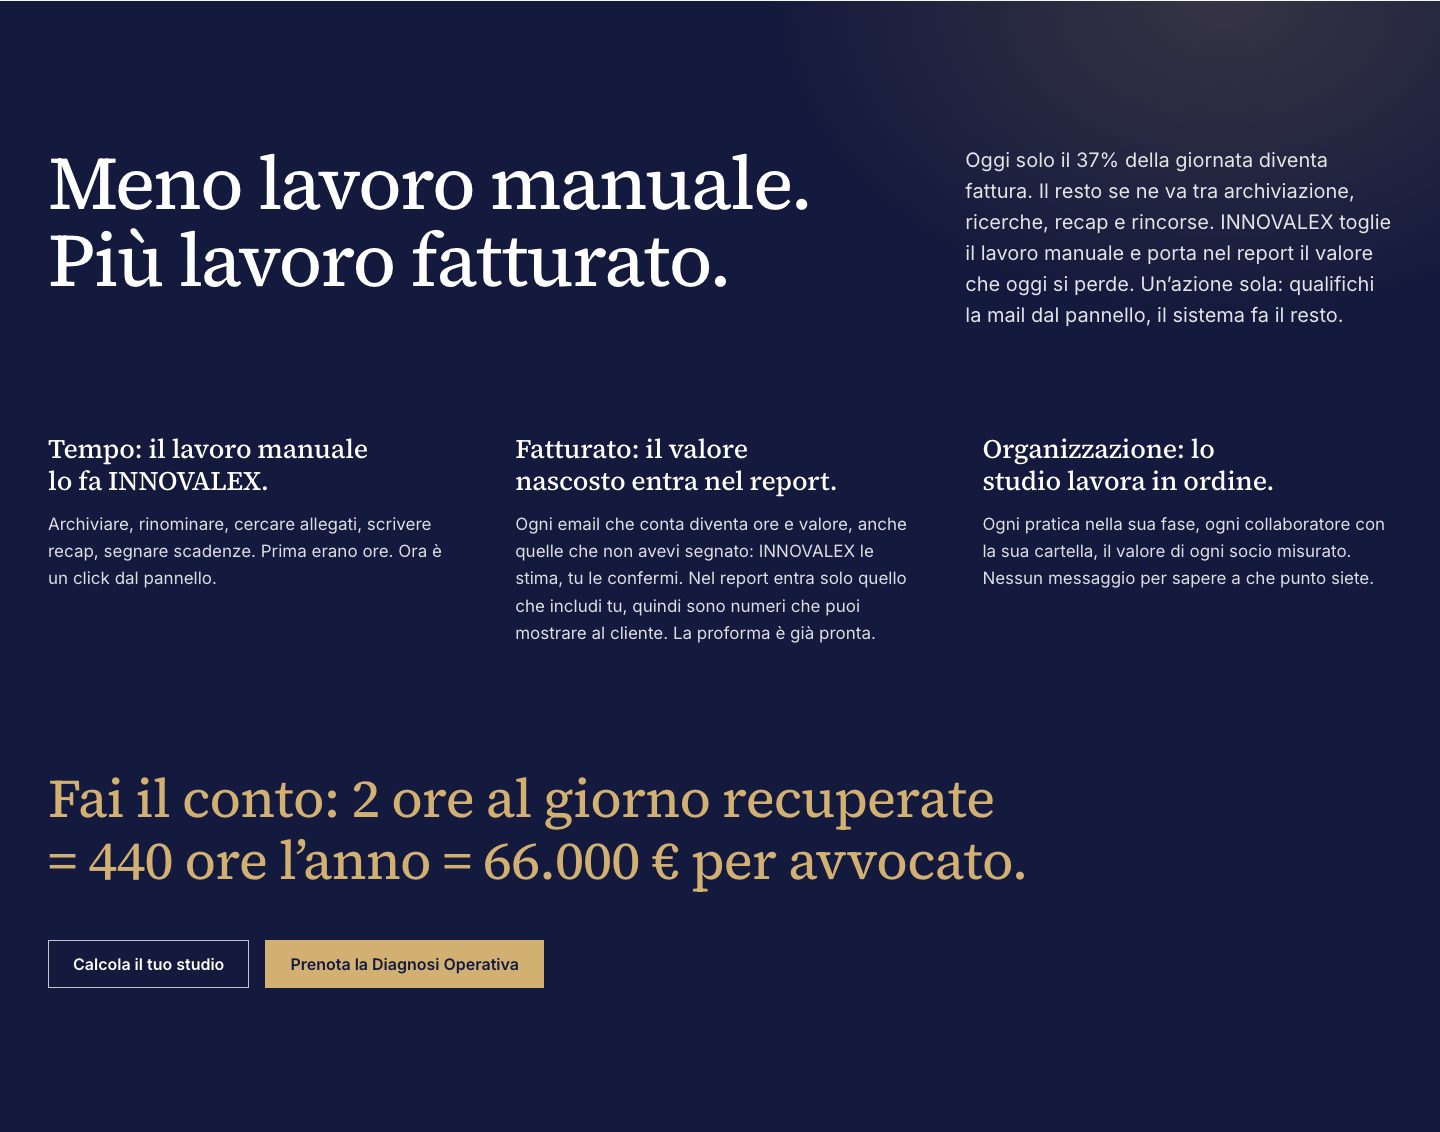 Meno lavoro manuale.
Più lavoro fatturato.
Oggi solo il 37% della giornata diventa
fattura. Il resto se ne va tra archiviazione,
ricerche, recap e rincorse. INNOVALEX toglie
il lavoro manuale e porta nel report il valore
che oggi si perde. Un’azione sola: qualifichi
la mail dal pannello, il sistema fa il resto.
Tempo: il lavoro manuale
lo fa INNOVALEX.
Archiviare, rinominare, cercare allegati, scrivere
recap, segnare scadenze. Prima erano ore. Ora è
un click dal pannello.
Fatturato: il valore
nascosto entra nel report.
Ogni email che conta diventa ore e valore, anche
quelle che non avevi segnato: INNOVALEX le
stima, tu le confermi. Nel report entra solo quello
che includi tu, quindi sono numeri che puoi
mostrare al cliente. La proforma è già pronta.
Organizzazione: lo
studio lavora in ordine.
Ogni pratica nella sua fase, ogni collaboratore con
la sua cartella, il valore di ogni socio misurato.
Nessun messaggio per sapere a che punto siete.
Fai il conto: 2 ore al giorno recuperate
= 440 ore l’anno = 66.000 € per avvocato.
Calcola il tuo studio
Prenota la Diagnosi Operativa